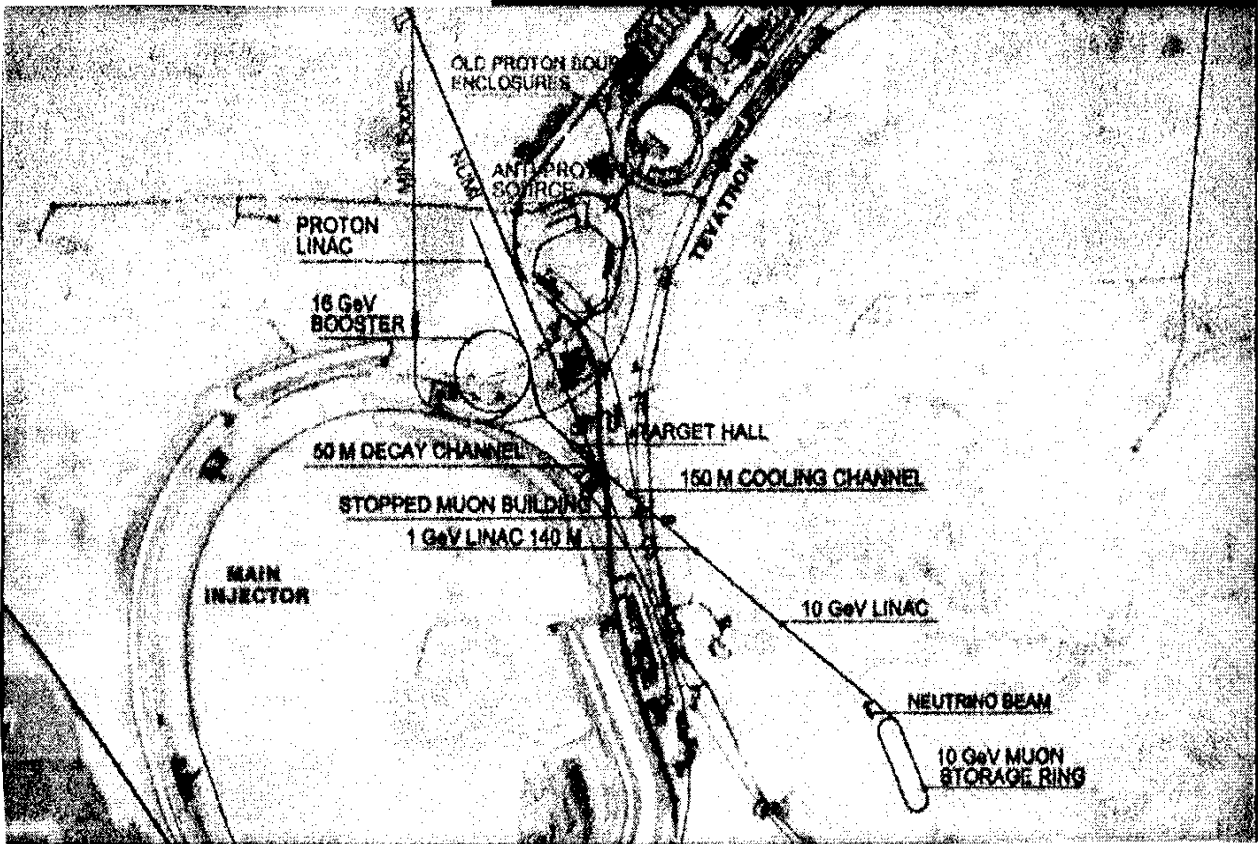 OLD PROTON
ENCLOSURES
NUMI
ANTI-PROTON
SOURCE
TEVATRON
PROTON
LINAC
16 GeV
BOOSTER
TARGET HALL
50 M DECAY CHANNEL
150 M COOLING CHANNEL
STOPPED MUON BUILDING
1 GeV LINAC 140 M
MAIN
INJECTOR
10 GeV LINAC
NEUTRINO BEAM
10 GeV MUON
STORAGE RING